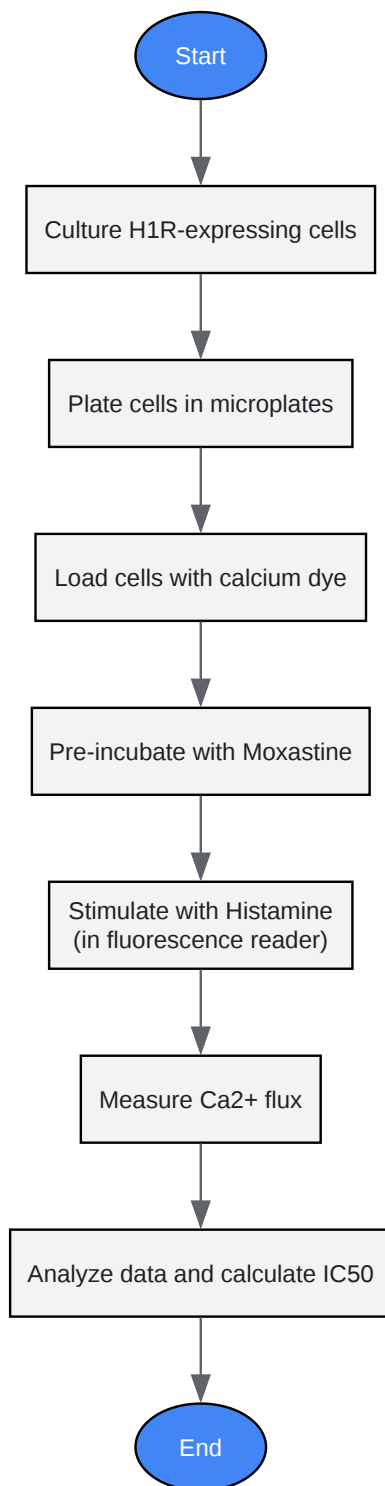 Start
Culture H1R-expressing cells
Plate cells in microplates
Load cells with calcium dye
Pre-incubate with Moxastine
Stimulate with Histamine
(in fluorescence reader)
Measure Ca2+ flux
Analyze data and calculate IC50
End